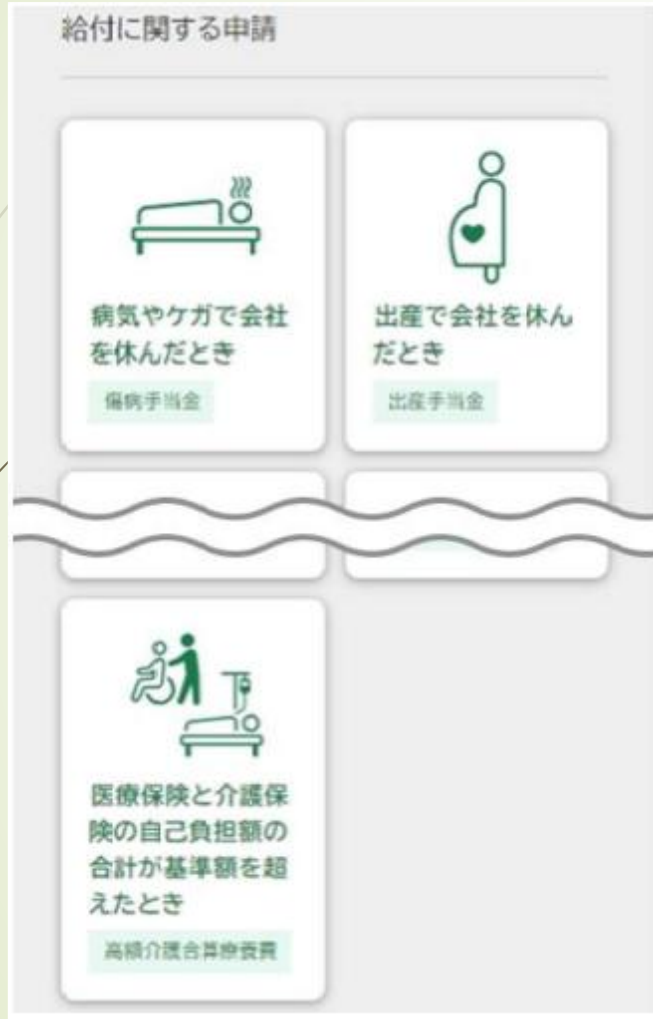 給付に関する申請
病気やケガで会社
を休んだとき
傷病手当金
出産で会社を休ん
だとき
出産手当金
医療保険と介護保
険の自己負担額の
合計が基準額を超
えたとき
高額介護合算療養費